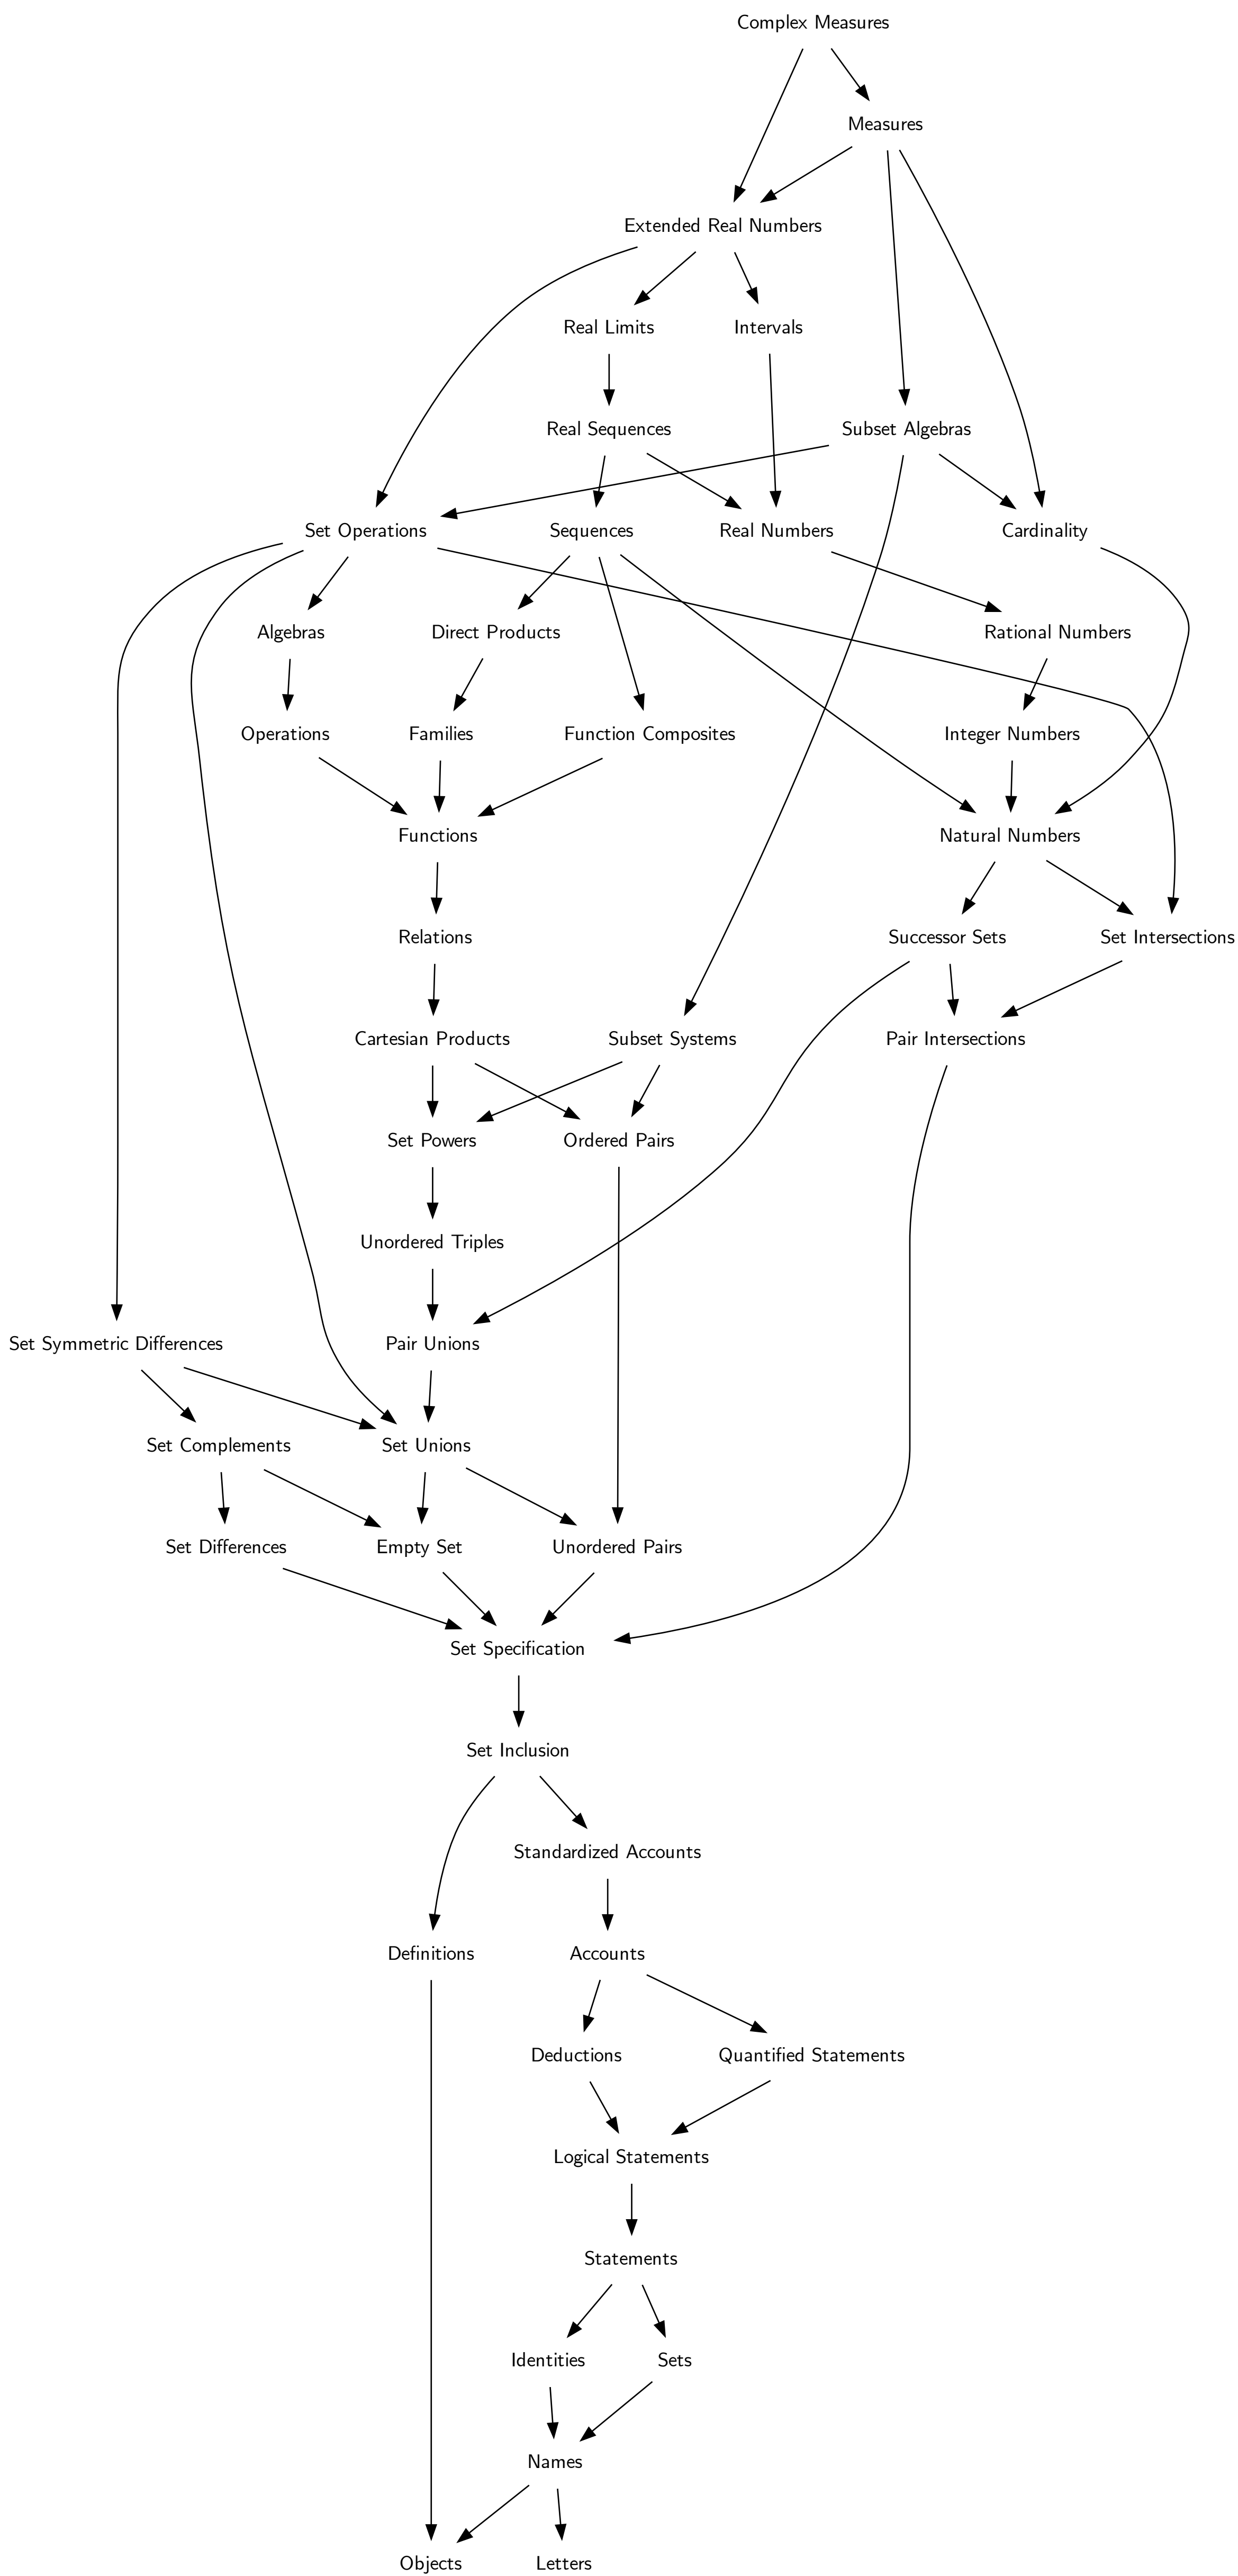 Complex Measures
Measures
Extended Real Numbers
Real Limits
Intervals
Real Sequences
Subset Algebras
Set Operations
Sequences
Real Numbers
Cardinality
Algebras
Direct Products
Rational Numbers
Operations
Families
Function Composites
Integer Numbers
Functions
Natural Numbers
Relations
Successor Sets
Set Intersections
Cartesian Products
Subset Systems
Pair Intersections
Set Powers
Ordered Pairs
Unordered Triples
Set Symmetric Differences
Pair Unions
Set Complements
Set Unions
Set Differences
Empty Set
Unordered Pairs
Set Specification
Set Inclusion
Standardized Accounts
Definitions
Accounts
Deductions
Quantified Statements
Logical Statements
Statements
Identities
Sets
Names
Objects
Letters